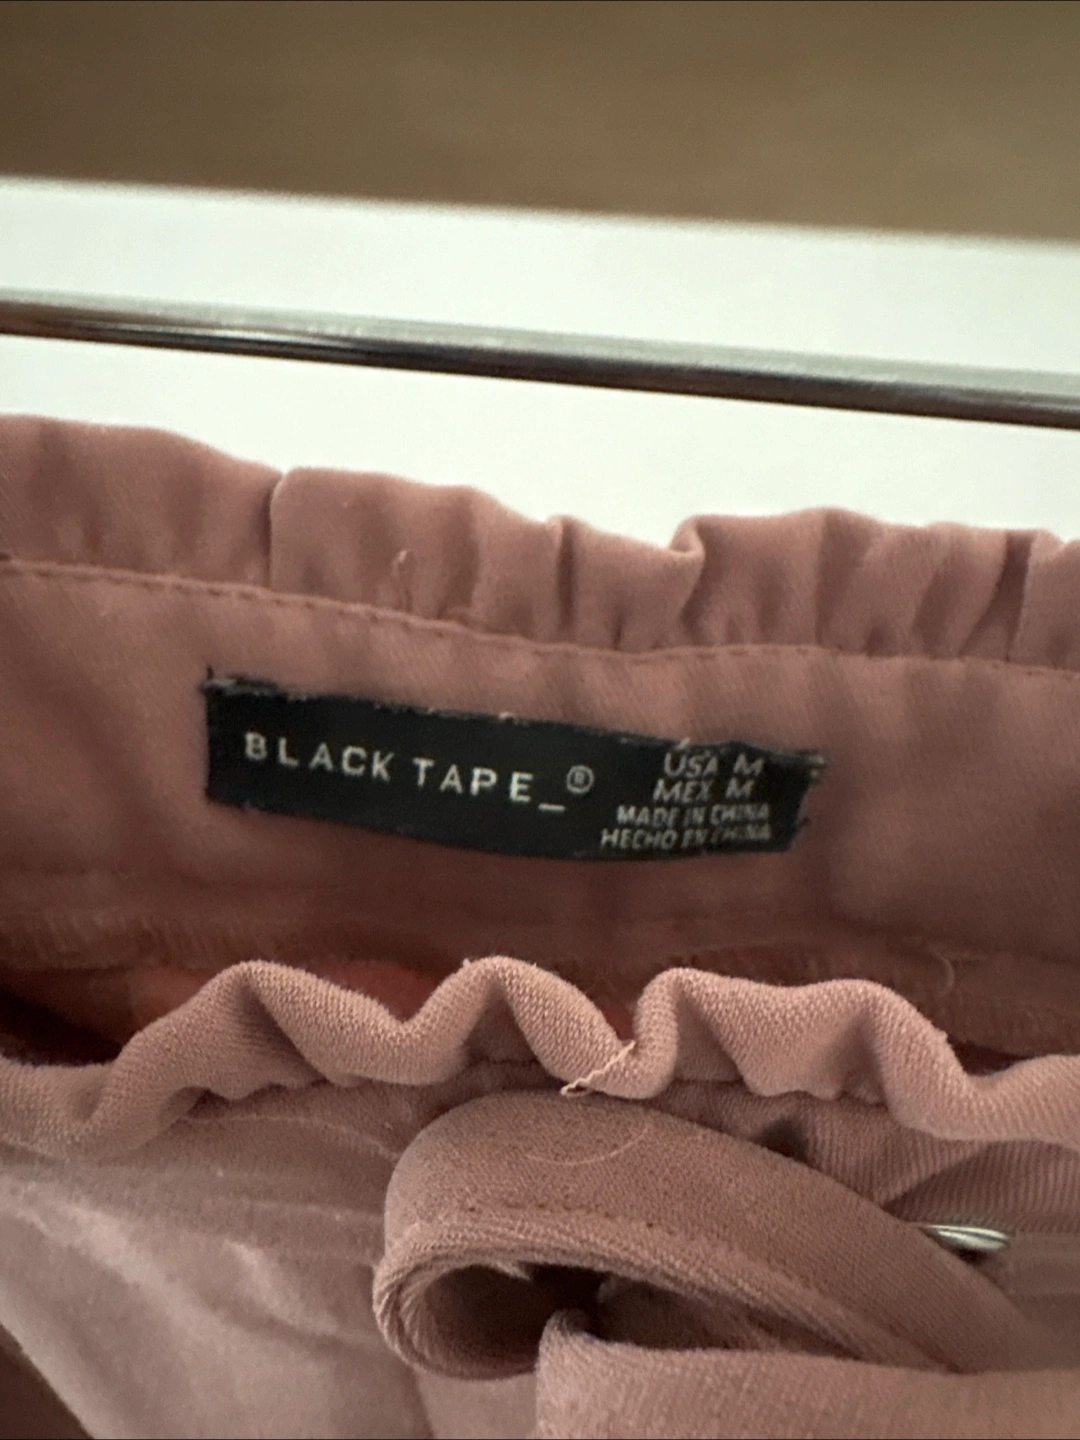 BLACK TAPE_®
USA M
MEX M
MADE IN CHINA
HECHO EN CHINA